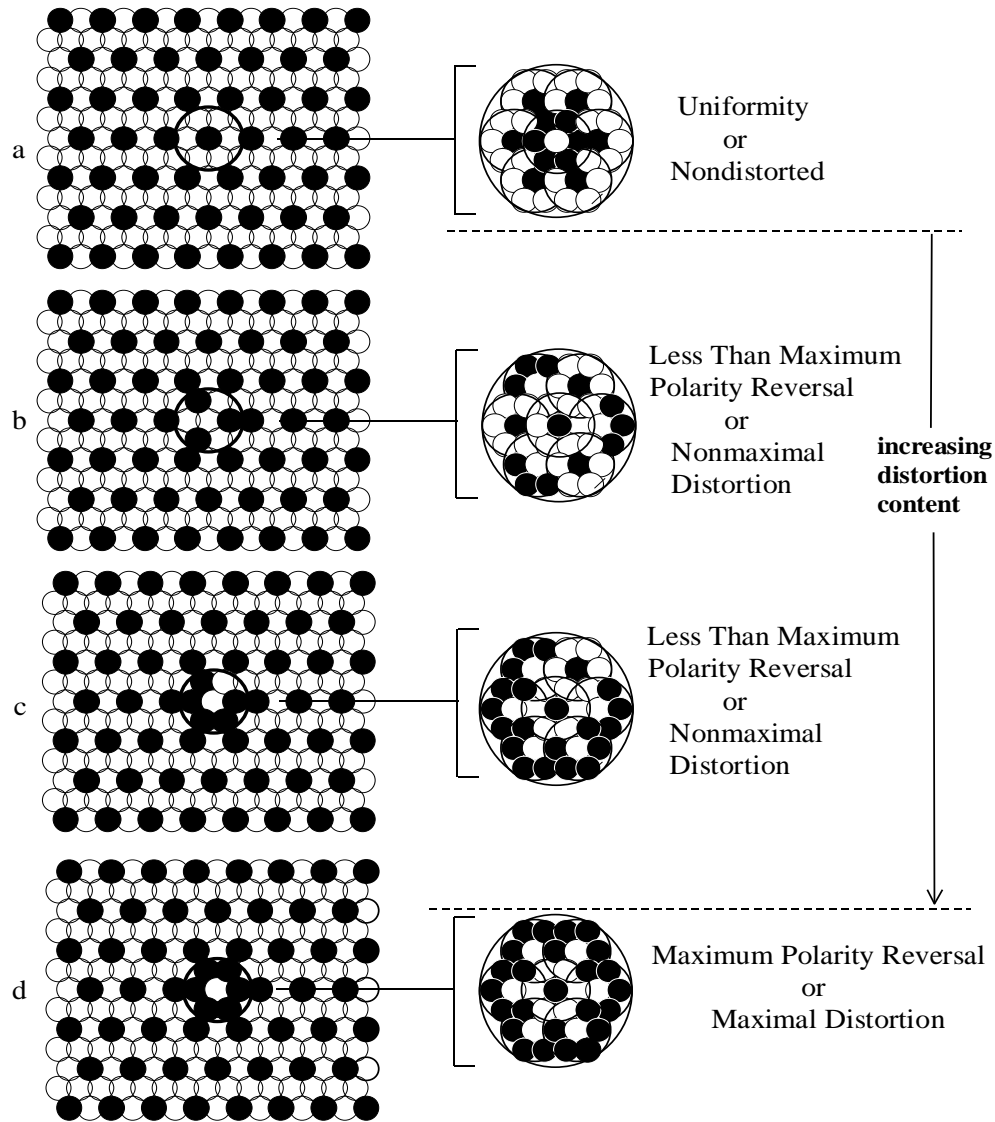 a
Uniformity
or
Nondistorted
b
Less Than Maximum
Polarity Reversal
or
Nonmaximal
Distortion
increasing
distortion
content
c
Less Than Maximum
Polarity Reversal
or
Nonmaximal
Distortion
d
Maximum Polarity Reversal
or
Maximal Distortion